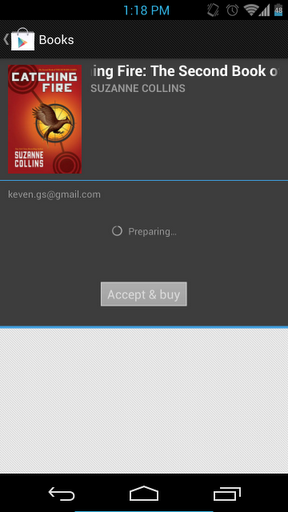 1:18 PM
Books
CATCHING
FIRE
SUZANNE
COLLINS
ing Fire: The Second Book o
SUZANNE COLLINS
keven.gs@gmail.com
Preparing...
Accept & buy